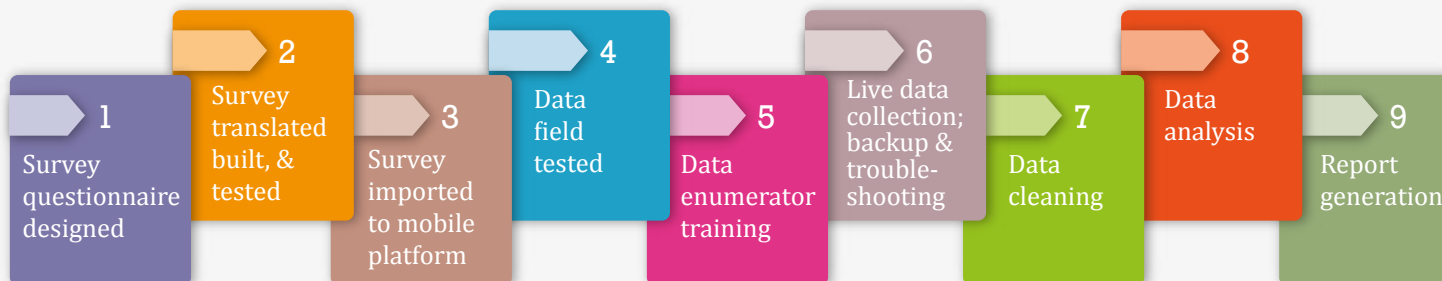 1
Survey
questionnaire
designed
2
Survey
translated
built, &
tested
3
Survey
imported
to mobile
platform
4
Data
field
tested
5
Data
enumerator
training
6
Live data
collection;
backup &
trouble-
shooting
7
Data
cleaning
8
Data
analysis
9
Report
generation